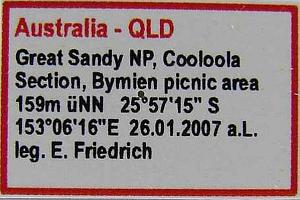 Australia - QLD
Great Sandy NP, Cooloola
Section, Bymien picnic area
159m üNN 25°57'15" S
153°06'16"E 26.01.2007 a.L.
leg. E. Friedrich